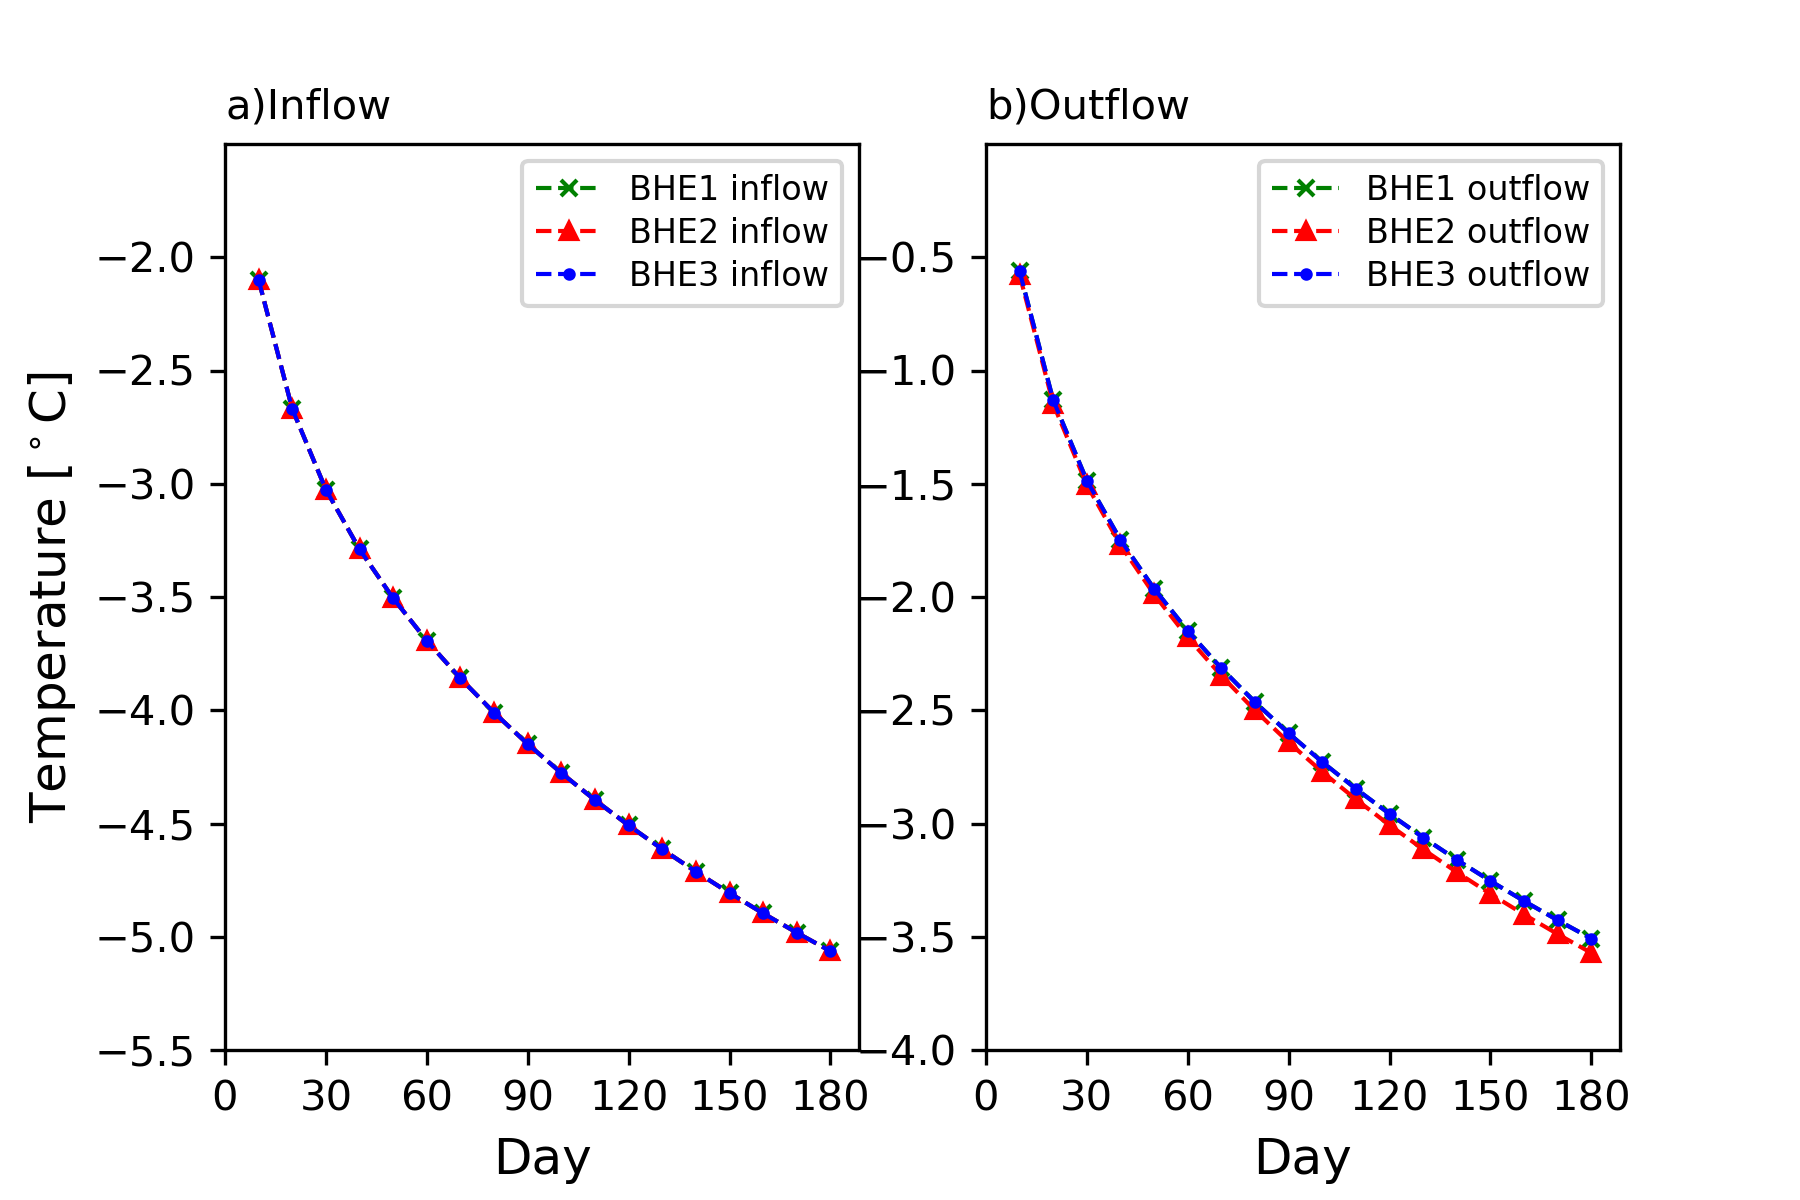 a)Inflow
BHE1 inflow
BHE2 inflow
BHE3 inflow
−2.0
−2.5
−3.0
−3.5
−4.0
−4.5
−5.0
−5.5
0 30 60 90 120 150 180
Day
Temperature [°C]
b)Outflow
BHE1 outflow
BHE2 outflow
BHE3 outflow
−0.5
−1.0
−1.5
−2.0
−2.5
−3.0
−3.5
−4.0
0 30 60 90 120 150 180
Day